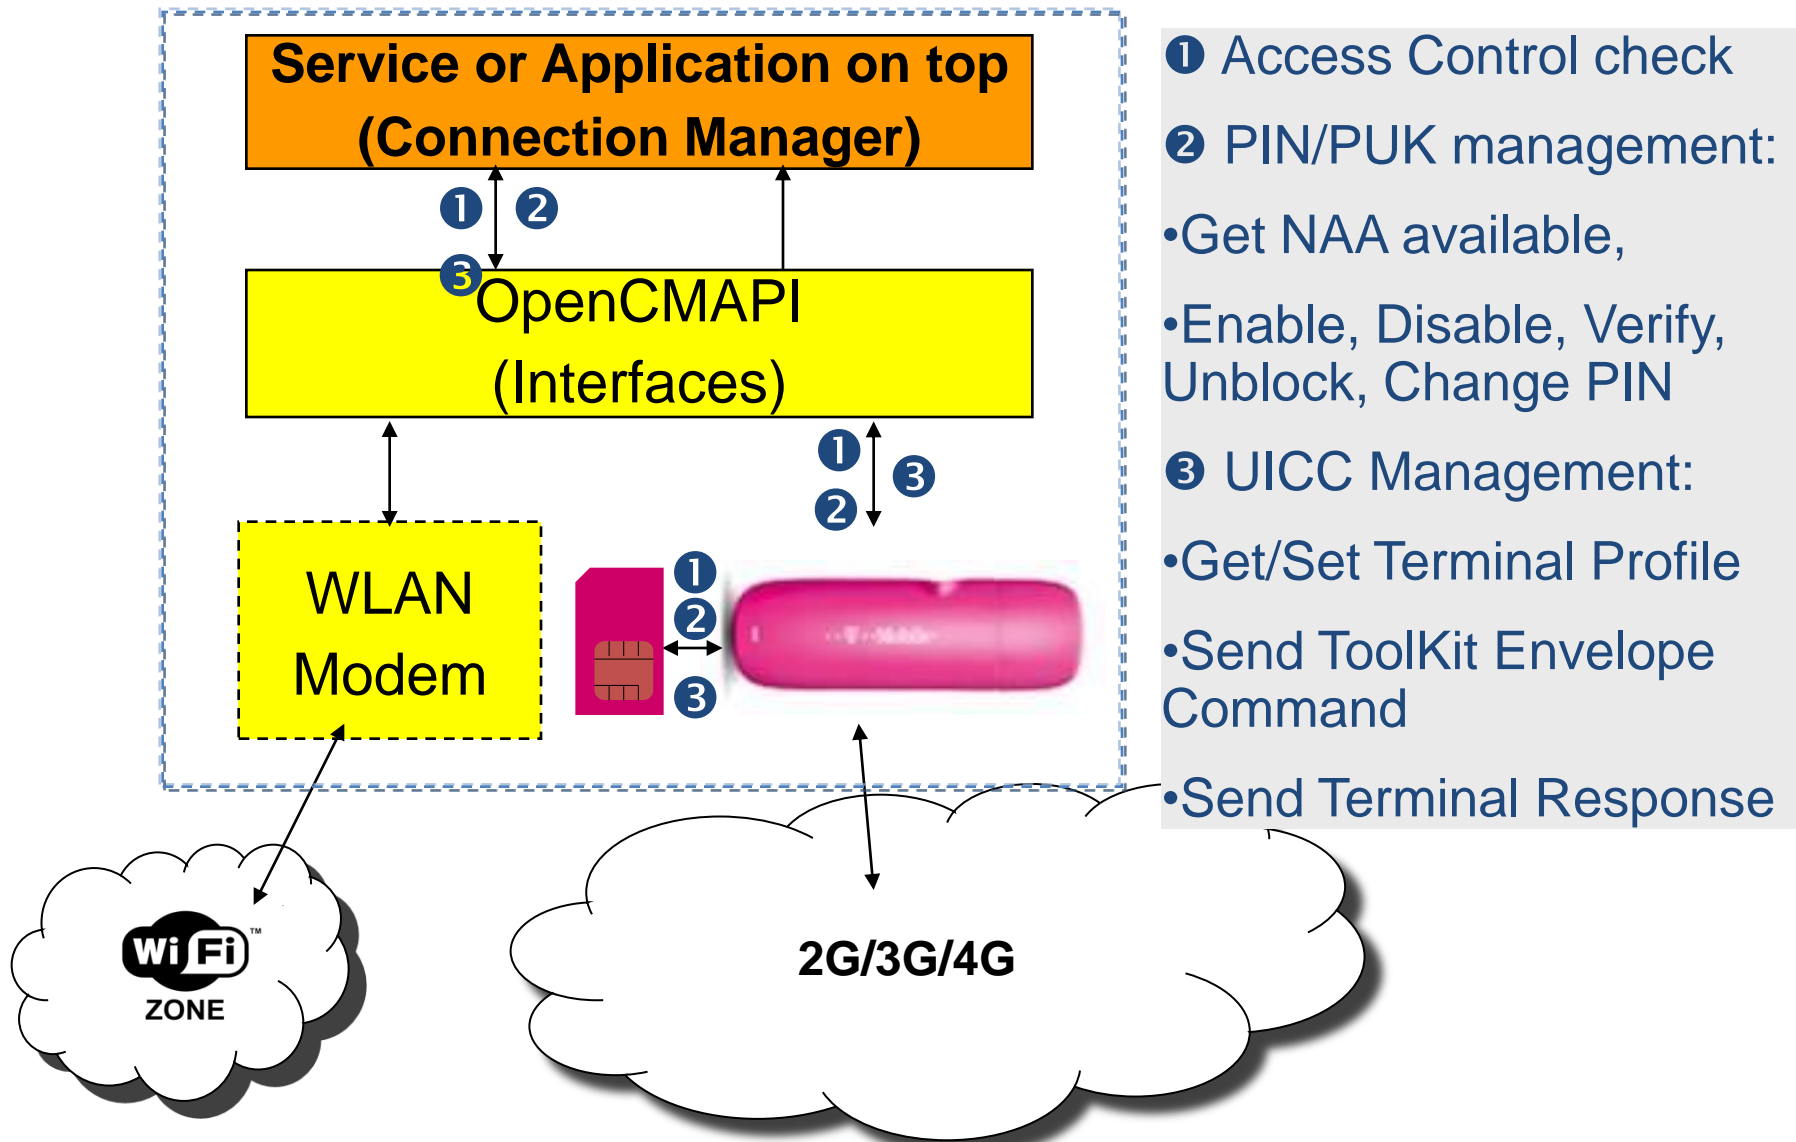 Service or Application on top
(Connection Manager)
❶ ❷
❸
OpenCMAPI
(Interfaces)
❶
❸
❷
WLAN
Modem
❶
❷
❸
WiFi™
ZONE
2G/3G/4G
❶ Access Control check
❷ PIN/PUK management:
•Get NAA available,
•Enable, Disable, Verify,
Unblock, Change PIN
❸ UICC Management:
•Get/Set Terminal Profile
•Send ToolKit Envelope
Command
•Send Terminal Response